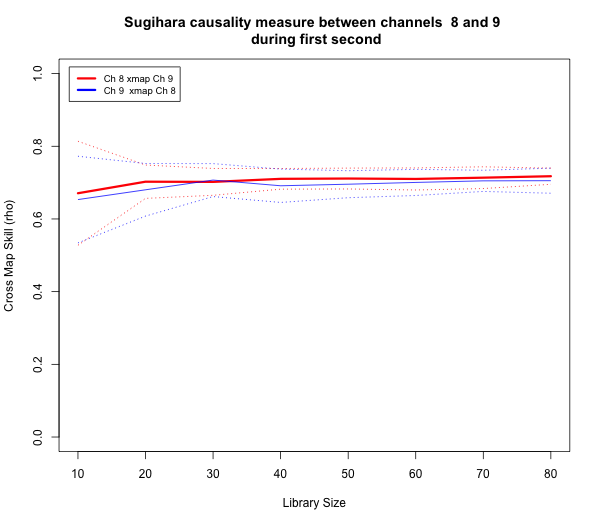 Sugihara causality measure between channels  8 and 9
during first second
Ch 8 xmap Ch 9
Ch 9  xmap Ch 8
Cross Map Skill (rho)
1.0
0.8
0.6
0.4
0.2
0.0
10 20 30 40 50 60 70 80
Library Size